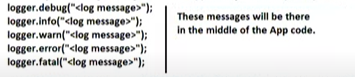 logger.debug("<log message>");
logger.info("<log message>");
logger.warn("<log message>");
logger.error("<log message>");
logger.fatal("<log message>");
These messages will be there
in the middle of the App code.